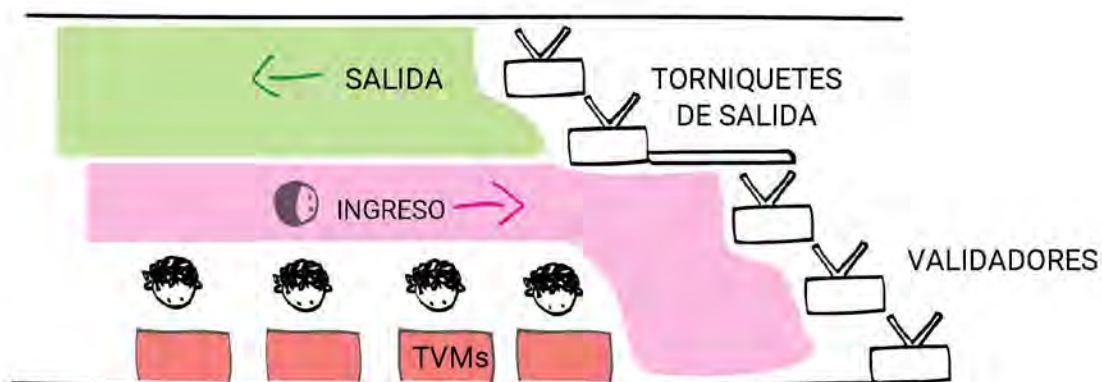 SALIDA
TORNIQUETES
DE SALIDA
INGRESO
VALIDADORES
TVMs